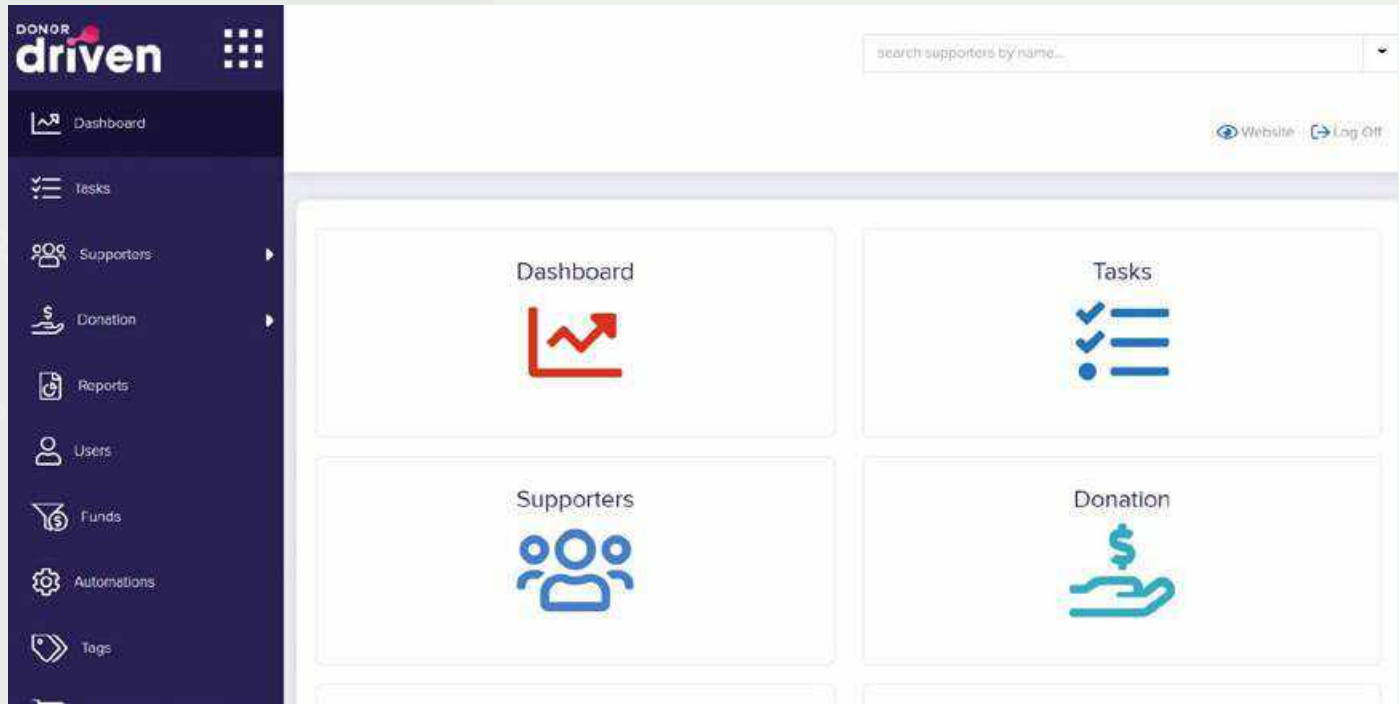 DONOR
driven
search supporters by name...
Website Log Off
Dashboard
Tasks
Supporters
Donation
Reports
Users
Funds
Automations
Tags
Dashboard
Tasks
Supporters
Donation